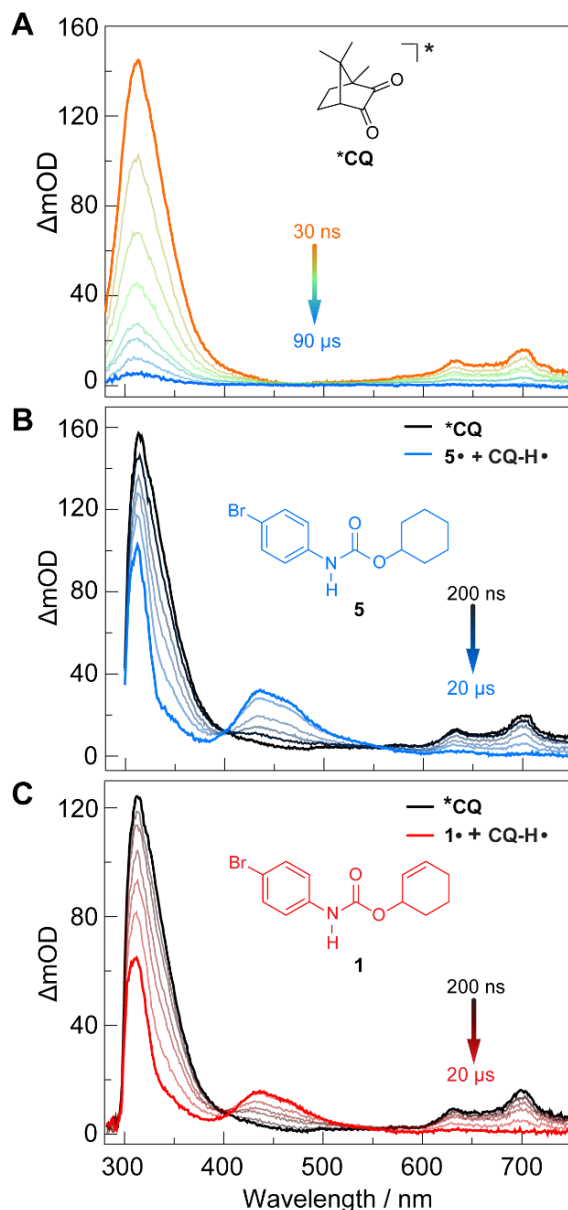 A
160
120
80
40
0
ΔmOD
*
O
O
*CQ
30 ns
90 µs
B
160
120
80
40
0
ΔmOD
*CQ
5• + CQ-H•
Br
O
N
O
H
5
200 ns
20 µs
C
120
80
40
0
ΔmOD
*CQ
1• + CQ-H•
Br
O
N
O
H
1
200 ns
20 µs
300 400 500 600 700
Wavelength / nm